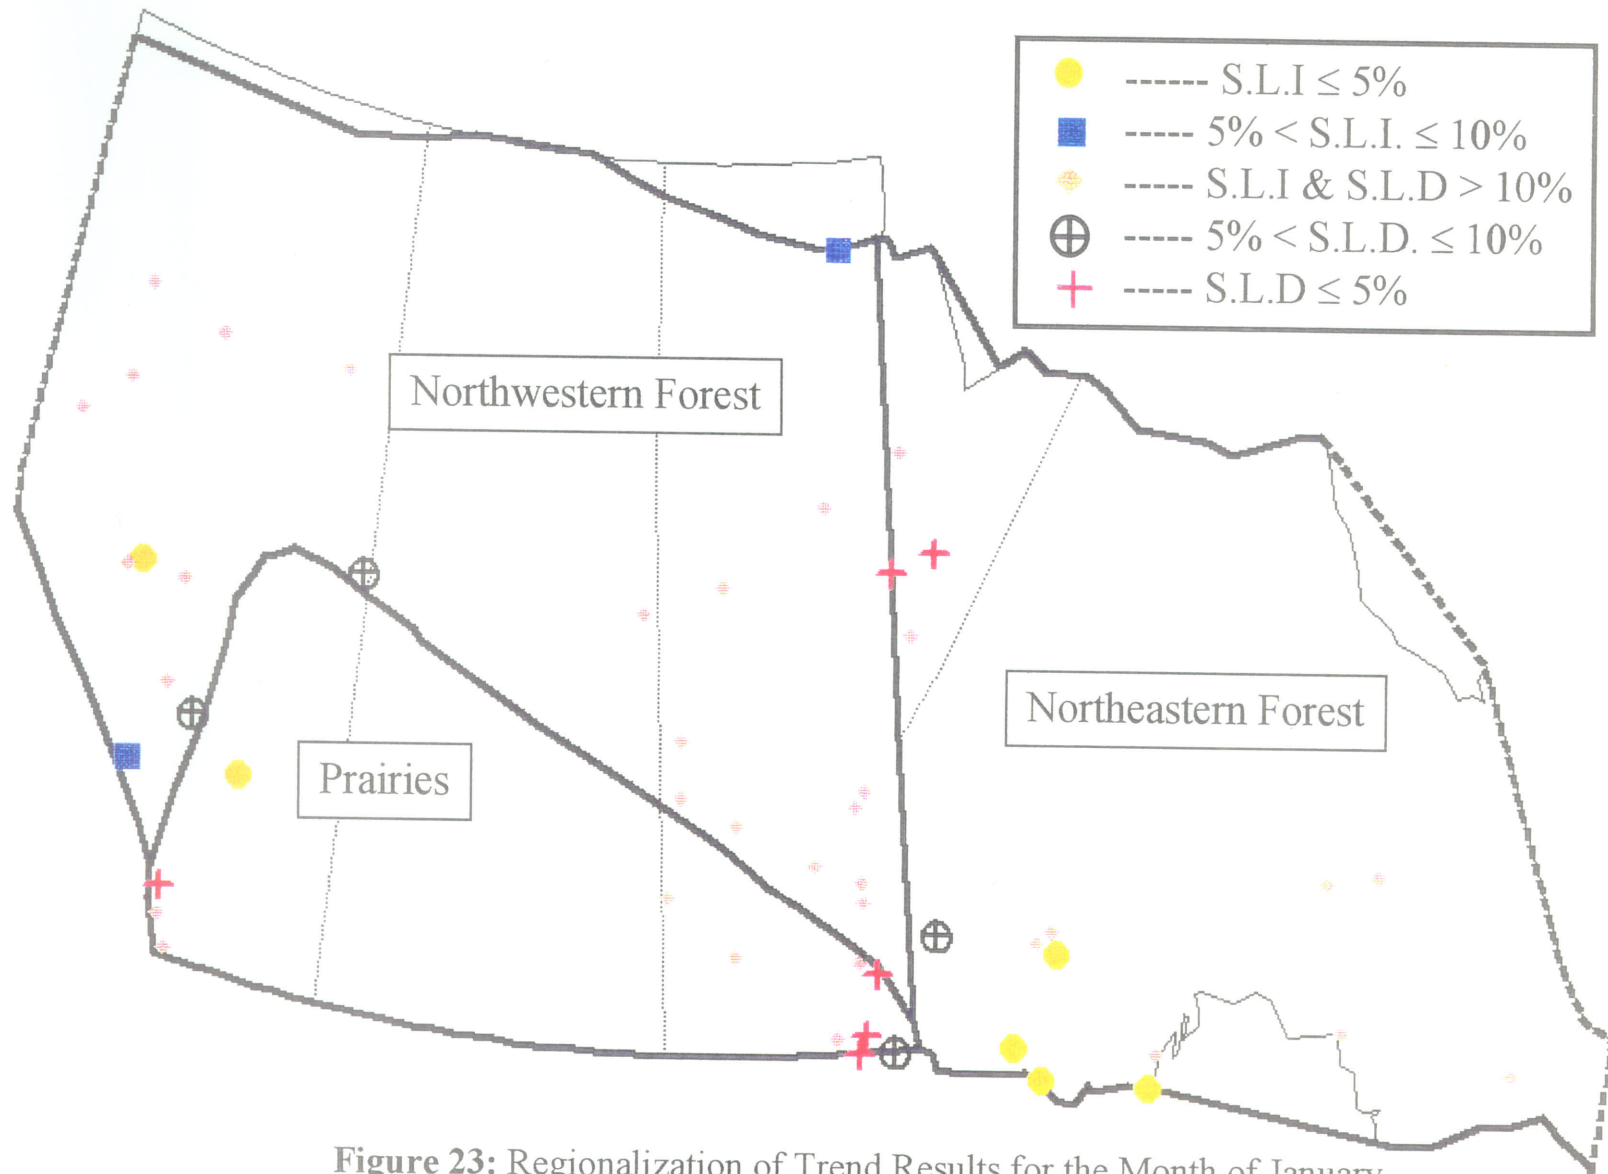 ------ S.L.I ≤ 5%
----- 5% < S.L.I. ≤ 10%
----- S.L.I & S.L.D > 10%
----- 5% < S.L.D. ≤ 10%
----- S.L.D ≤ 5%
Northwestern Forest
Northeastern Forest
Prairies
Figure 23: Regionalization of Trend Results for the Month of January